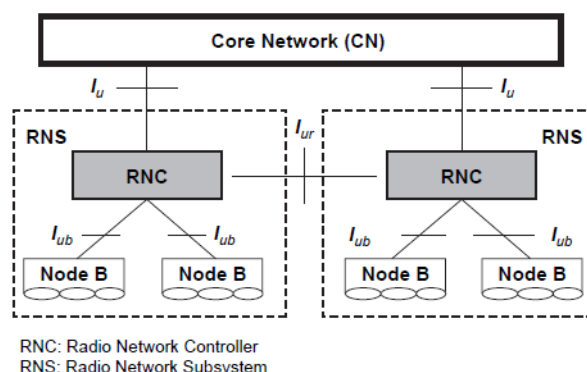 Core Network (CN)
Iu Iu
RNS Iur RNS
RNC RNC
Iub Iub Iub Iub
Node B Node B Node B Node B
RNC: Radio Network Controller
RNS: Radio Network Subsystem